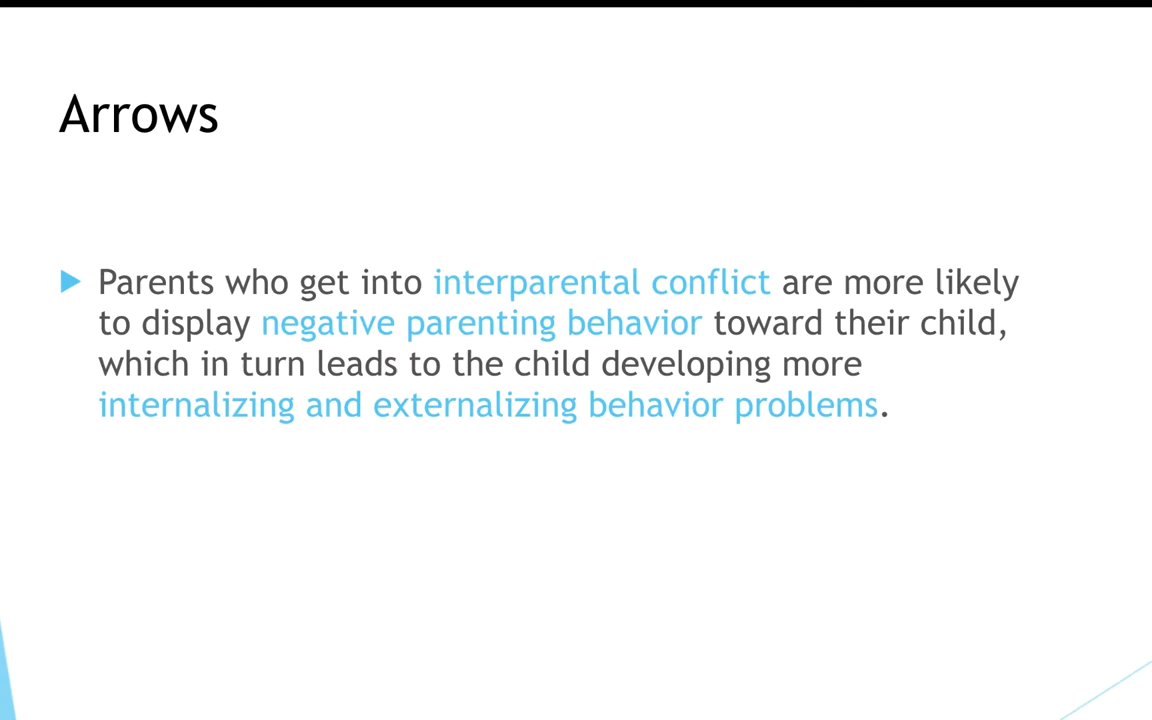 Arrows
Parents who get into interparental conflict are more likely
to display negative parenting behavior toward their child,
which in turn leads to the child developing more
internalizing and externalizing behavior problems.